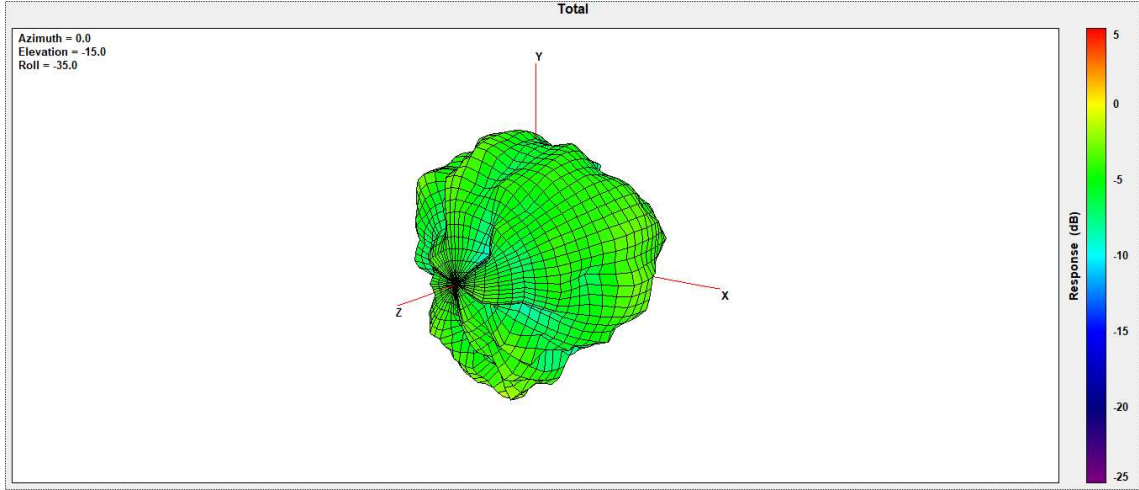 Total
Azimuth = 0.0
Elevation = -15.0
Roll = -35.0
Y
X
Z
5
0
-5
-10
-15
-20
-25
Response (dB)